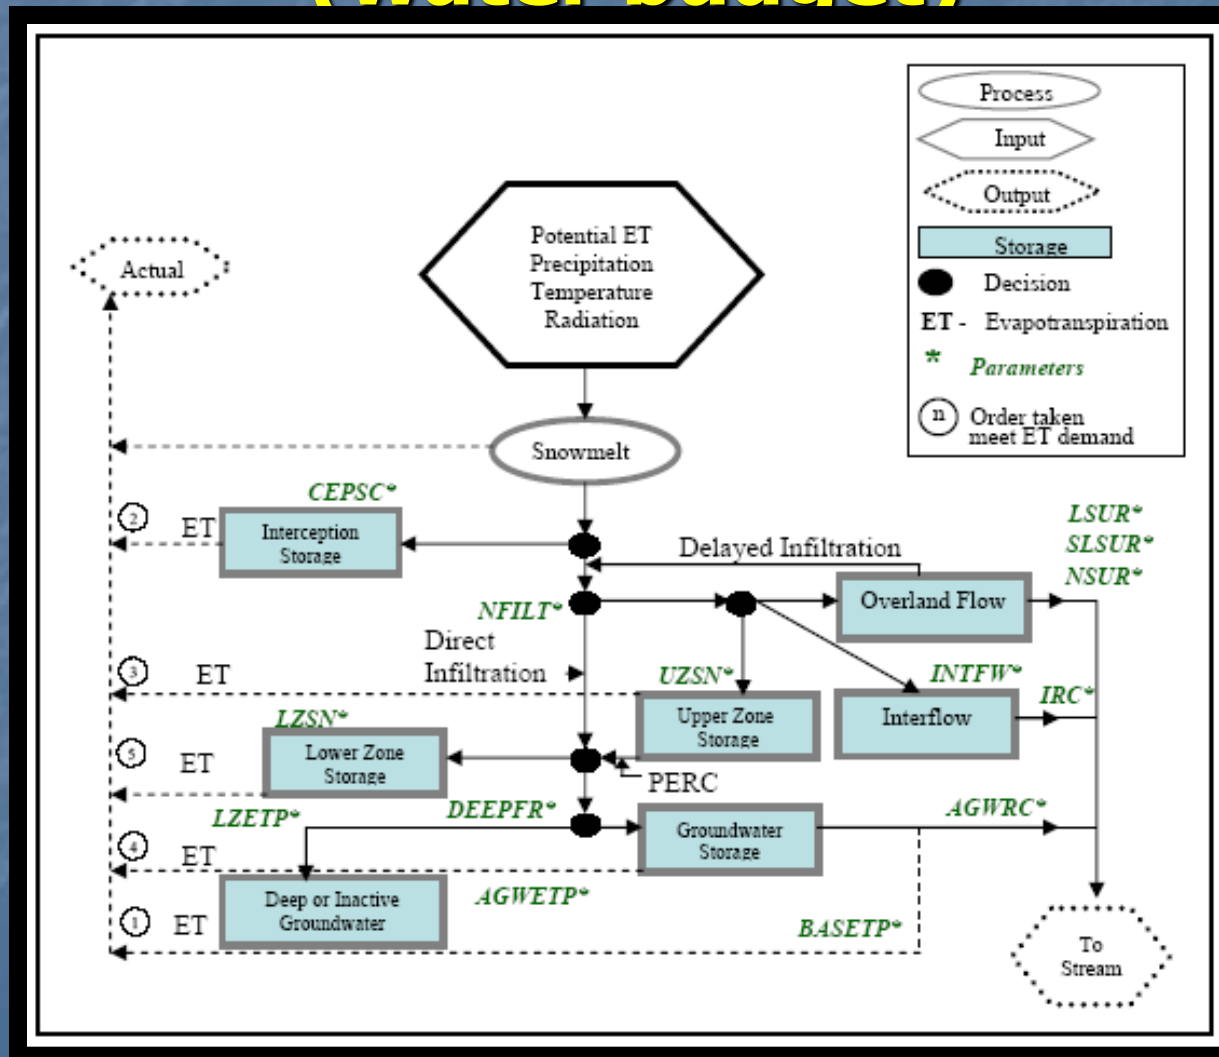 (water budget)
Process
Input
Output
Storage
Decision
ET - Evapotranspiration
* Parameters
n Order taken
meet ET demand
Potential ET
Precipitation
Temperature
Radiation
Actual
Snowmelt
CEPSC*
2 ET
Interception
Storage
Delayed Infiltration
LSUR*
SLSUR*
NSUR*
Overland Flow
NFILT*
Direct
Infiltration
3 ET
UZSN*
Upper Zone
Storage
INTFW*
Interflow
IRC*
LZSN*
Lower Zone
Storage
5 ET
PERC
LZETP*
DEEPFR*
Groundwater
Storage
AGWRC*
4 ET
Deep or Inactive
Groundwater
AGWETP*
1 ET
BASETP*
To
Stream